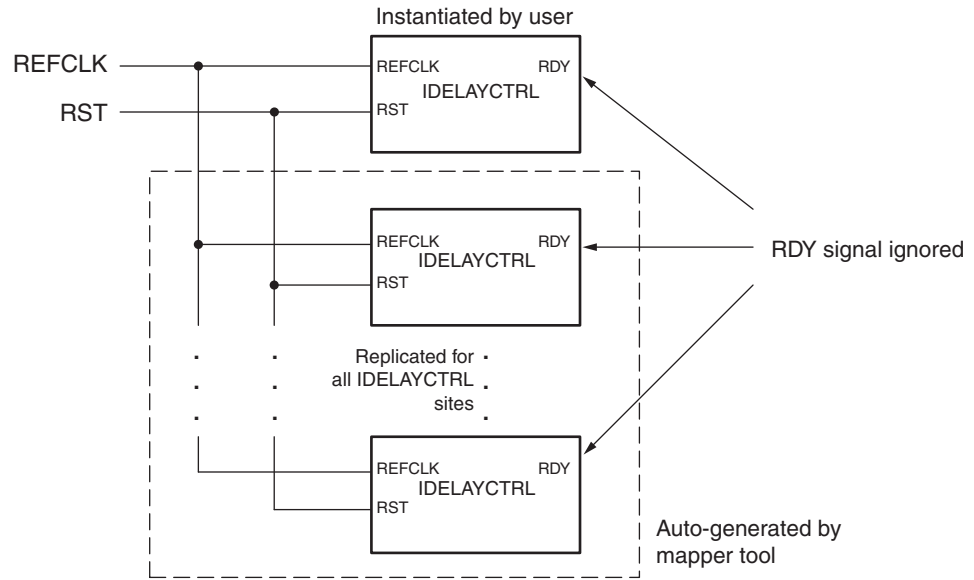 Instantiated by user
REFCLK
RST
REFCLK RDY
IDELAYCTRL
RST
REFCLK RDY
IDELAYCTRL
RST
RDY signal ignored
Replicated for
all IDELAYCTRL
sites
REFCLK RDY
IDELAYCTRL
RST
Auto-generated by
mapper tool